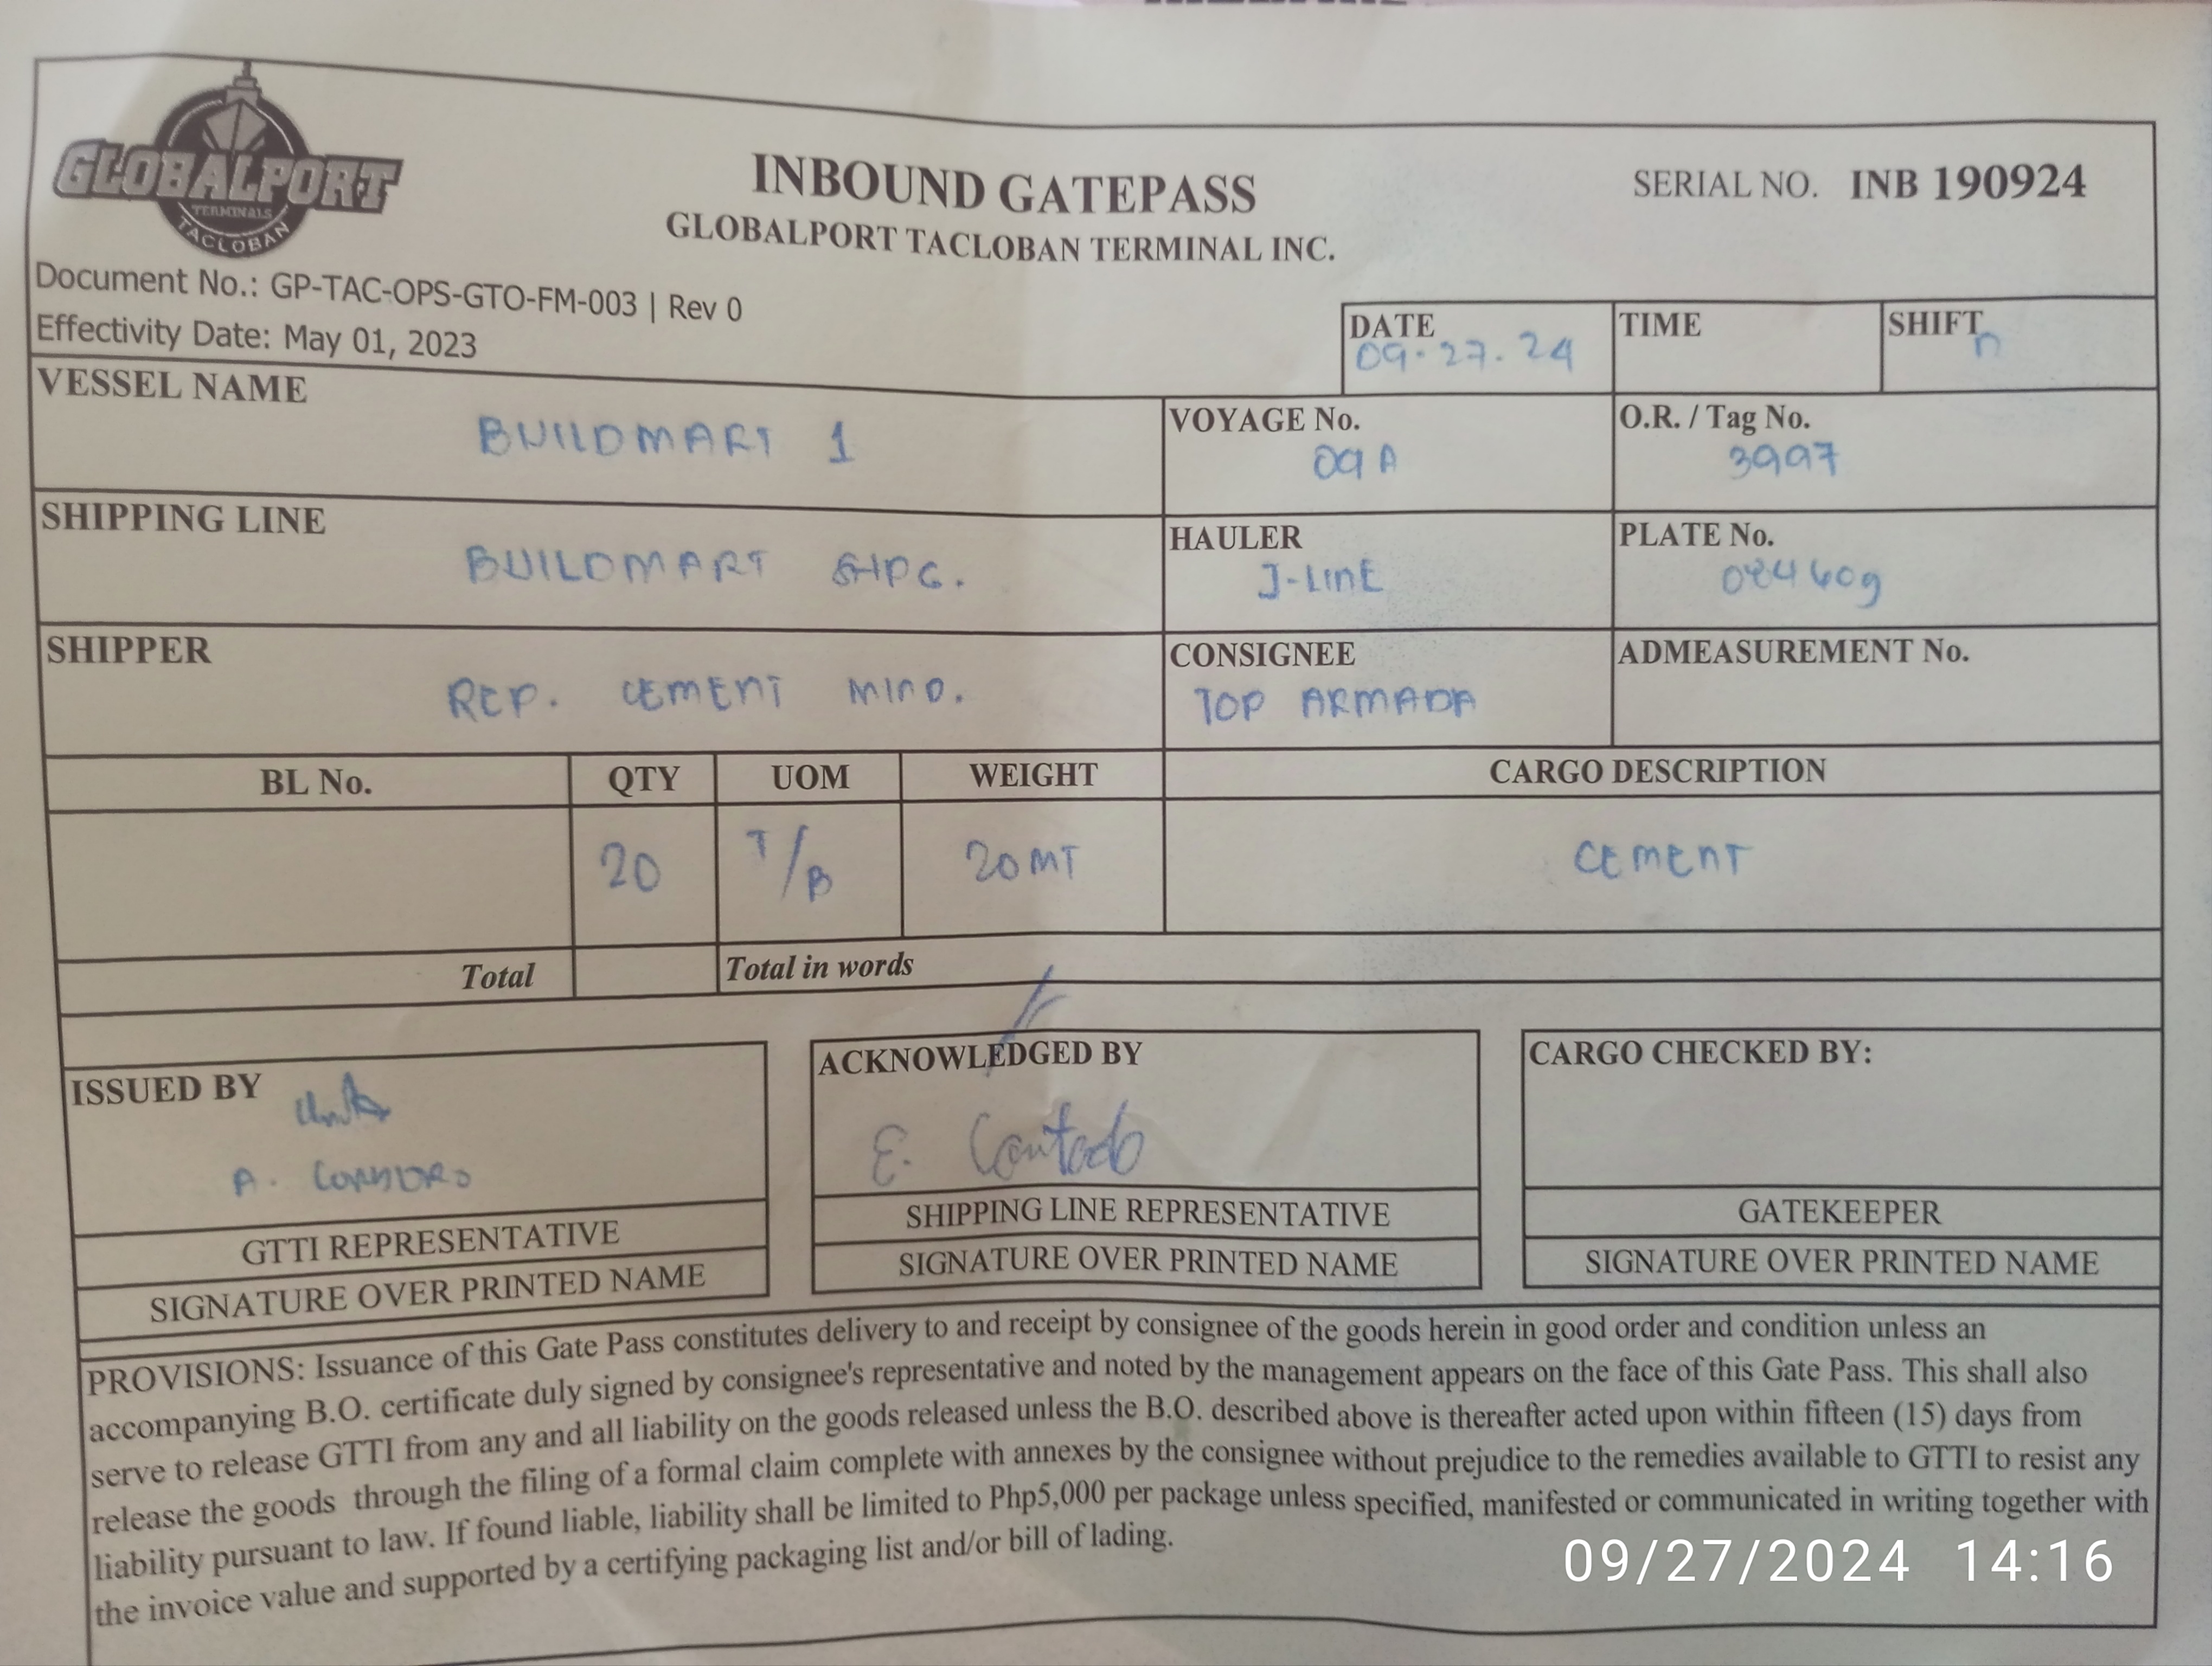 GLOBALPORT
TERMINALS
TACLOBAN
INBOUND GATEPASS
GLOBALPORT TACLOBAN TERMINAL INC.
SERIAL NO. INB 190924
Document No.: GP-TAC-OPS-GTO-FM-003 | Rev 0
Effectivity Date: May 01, 2023
DATE
09-27-24
TIME
SHIFT
n
VESSEL NAME
BUILDMART 1
VOYAGE No.
09A
O.R. / Tag No.
3997
SHIPPING LINE
BUILDMART SHPG.
HAULER
J-LINE
PLATE No.
SHIPPER
REP. CEMENT MIND.
CONSIGNEE
TOP ARMADA
ADMEASUREMENT No.
BL No. QTY UOM WEIGHT CARGO DESCRIPTION
20 T/B 20MT CEMENT
Total
Total in words
ISSUED BY
A.
GTTI REPRESENTATIVE
SIGNATURE OVER PRINTED NAME
ACKNOWLEDGED BY
E. Contado
SHIPPING LINE REPRESENTATIVE
SIGNATURE OVER PRINTED NAME
CARGO CHECKED BY:
GATEKEEPER
SIGNATURE OVER PRINTED NAME
PROVISIONS: Issuance of this Gate Pass constitutes delivery to and receipt by consignee of the goods herein in good order and condition unless an
accompanying B.O. certificate duly signed by consignee's representative and noted by the management appears on the face of this Gate Pass. This shall also
serve to release GTTI from any and all liability on the goods released unless the B.O. described above is thereafter acted upon within fifteen (15) days from
release the goods through the filing of a formal claim complete with annexes by the consignee without prejudice to the remedies available to GTTI to resist any
liability pursuant to law. If found liable, liability shall be limited to Php5,000 per package unless specified, manifested or communicated in writing together with
the invoice value and supported by a certifying packaging list and/or bill of lading.
09/27/2024 14:16